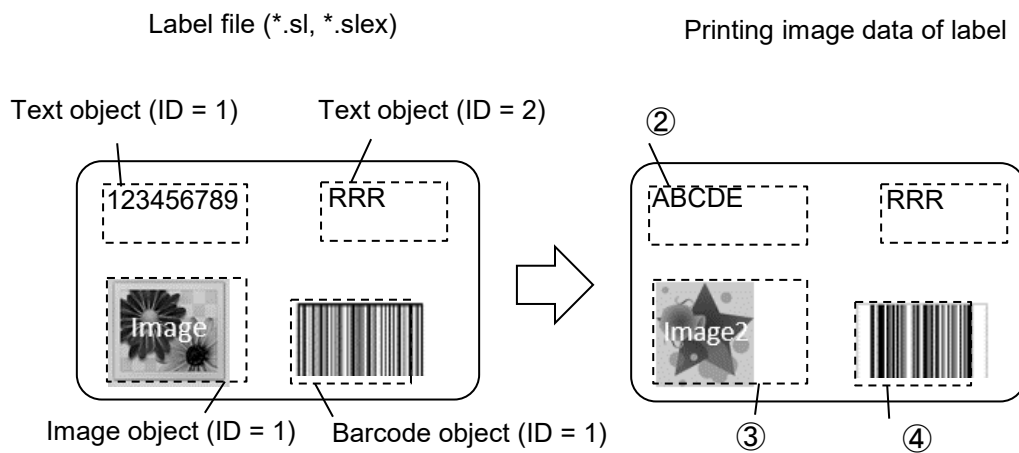 Label file (*.sl, *.slex)
Printing image data of label
Text object (ID = 1)
Text object (ID = 2)
②
123456789
RRR
ABCDE
RRR
Image
Image2
Image object (ID = 1)
Barcode object (ID = 1)
③
④